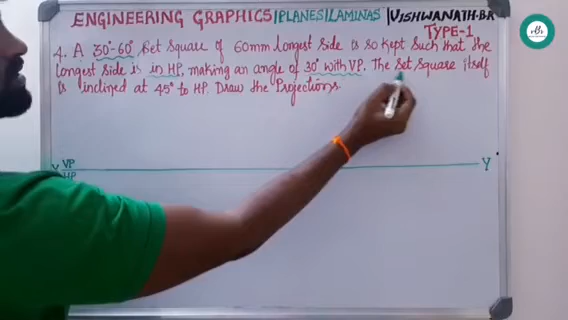 ENGINEERING GRAPHICS|PLANES|LAMINAS|VISHWANATH.BR
TYPE-1
4. A 30°-60° Set Square of 60mm longest side is so kept such that the
longest side is in HP, making an angle of 30° with VP. The Set Square itself
is inclined at 45° to HP. Draw the Projections.
X VP Y
HP